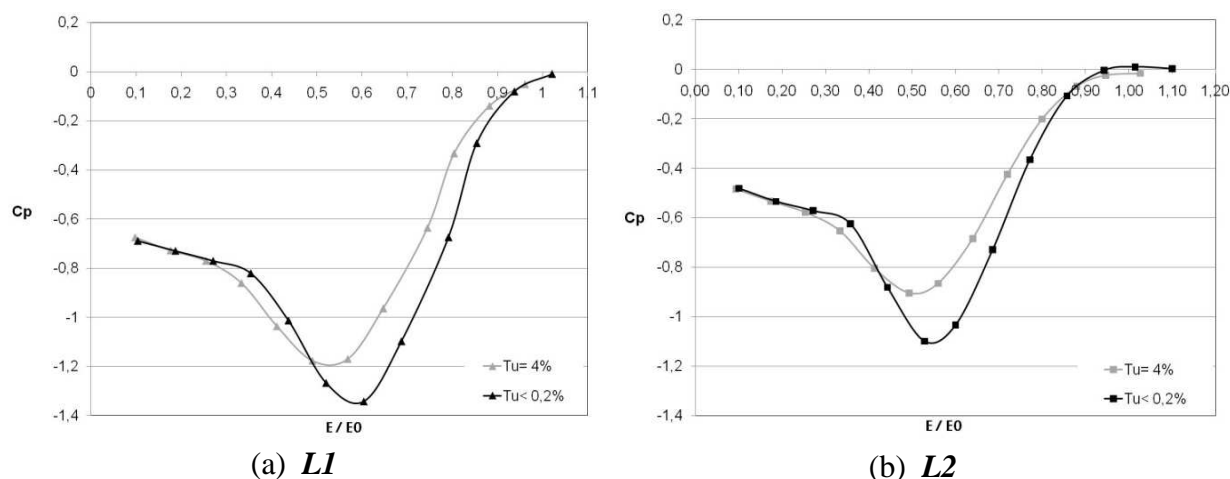 0,2
0
0 0,1 0,2 0,3 0,4 0,5 0,6 0,7 0,8 0,9 1 1,1
-0,2
-0,4
Cp
-0,6
-0,8
-1
-1,2
-1,4
Tu= 4%
Tu< 0,2%
E / E0
(a) L1
0,2
0
0,00 0,10 0,20 0,30 0,40 0,50 0,60 0,70 0,80 0,90 1,00 1,10 1,20
-0,2
-0,4
Cp
-0,6
-0,8
-1
-1,2
-1,4
Tu= 4%
Tu< 0,2%
E / E0
(b) L2